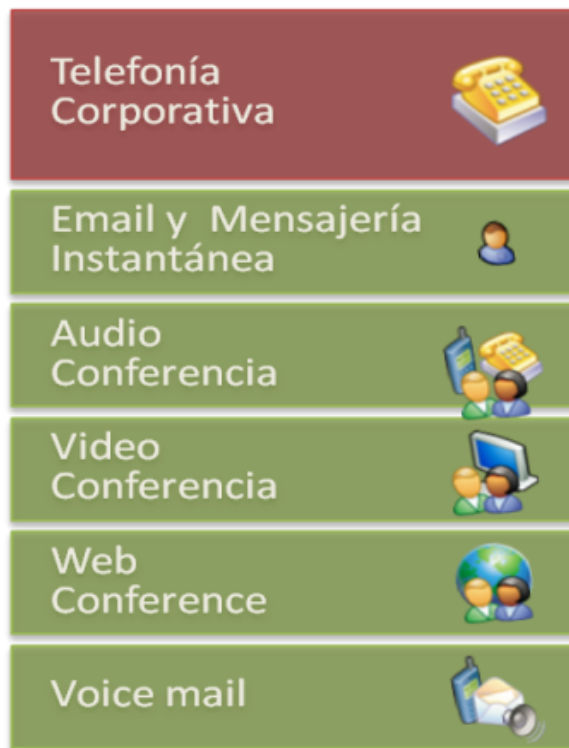 Telefonía
Corporativa
Email y Mensajería
Instantánea
Audio
Conferencia
Video
Conferencia
Web
Conference
Voice mail